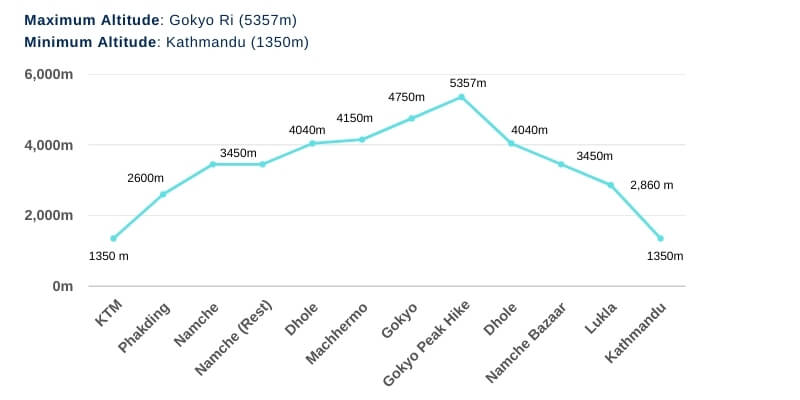 Maximum Altitude: Gokyo Ri (5357m)
Minimum Altitude: Kathmandu (1350m)
6,000m
4,000m
2,000m
0m
1350 m
2600m
3450m
4040m
4150m
4750m
5357m
4040m
3450m
2,860 m
1350m
KTM
Phakding
Namche
Namche (Rest)
Dhole
Machhermo
Gokyo
Gokyo Peak Hike
Dhole
Namche Bazaar
Lukla
Kathmandu